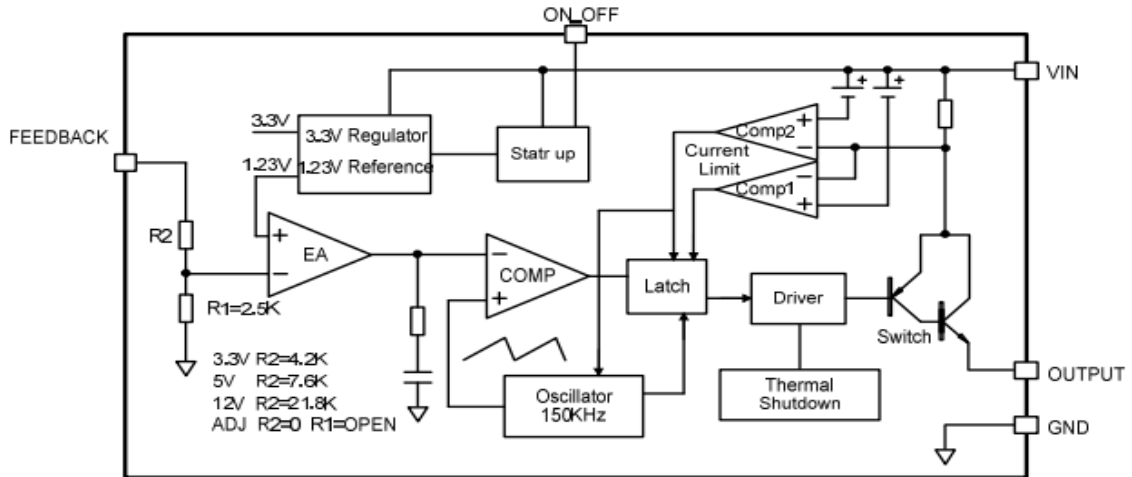 ON_OFF
VIN
FEEDBACK
3.3V
3.3V Regulator
1.23V
1.23V Reference
Statr up
+
+
Comp2
+
−
Current
Limit
Comp1
−
+
R2
+
EA
−
−
COMP
+
Latch
Driver
Switch
R1=2.5K
3.3V R2=4.2K
5V R2=7.6K
12V R2=21.8K
ADJ R2=0 R1=OPEN
Oscillator
150KHz
Thermal
Shutdown
OUTPUT
GND